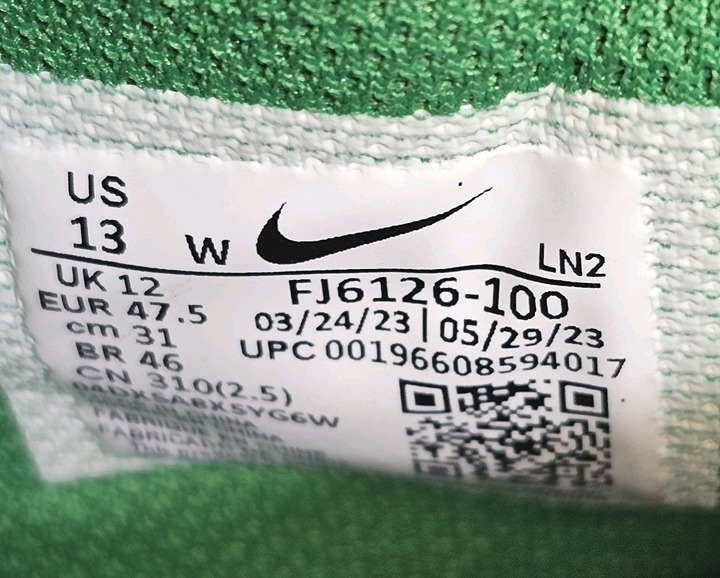 US
13 W LN2
UK 12
EUR 47.5
cm 31
BR 46
CN 310(2.5)
FJ6126-100
03/24/23 | 05/29/23
UPC 00196608594017